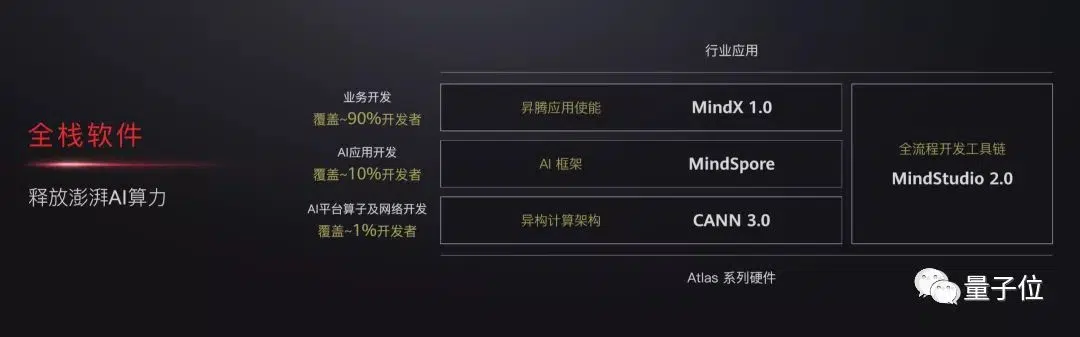 全栈软件
释放澎湃AI算力
行业应用
业务开发
覆盖~90%开发者
昇腾应用使能 MindX 1.0
AI应用开发
覆盖~10%开发者
AI 框架 MindSpore
AI平台算子及网络开发
覆盖~1%开发者
异构计算架构 CANN 3.0
全流程开发工具链
MindStudio 2.0
Atlas 系列硬件
量子位